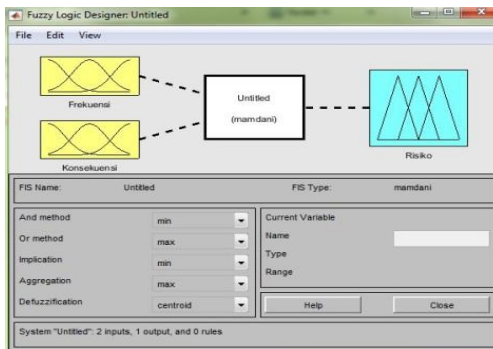 Fuzzy Logic Designer: Untitled
File Edit View
Frekuensi
Konsekuensi
Untitled
(mamdani)
Risiko
FIS Name: Untitled FIS Type: mamdani
And method min
Or method max
Implication min
Aggregation max
Defuzzification centroid
Current Variable
Name
Type
Range
Help Close
System "Untitled": 2 inputs, 1 output, and 0 rules